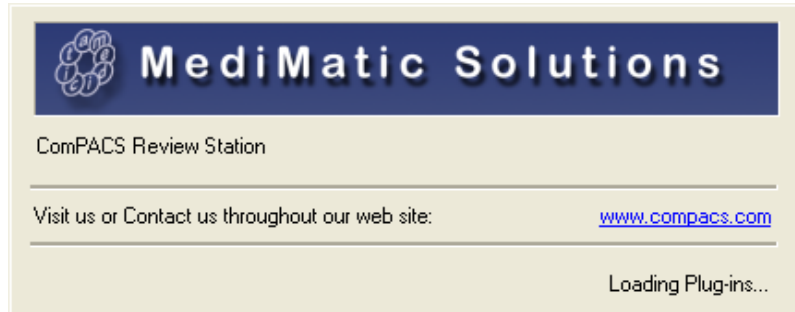 MediMatic Solutions
ComPACS Review Station
Visit us or Contact us throughout our web site: www.compacs.com
Loading Plug-ins...